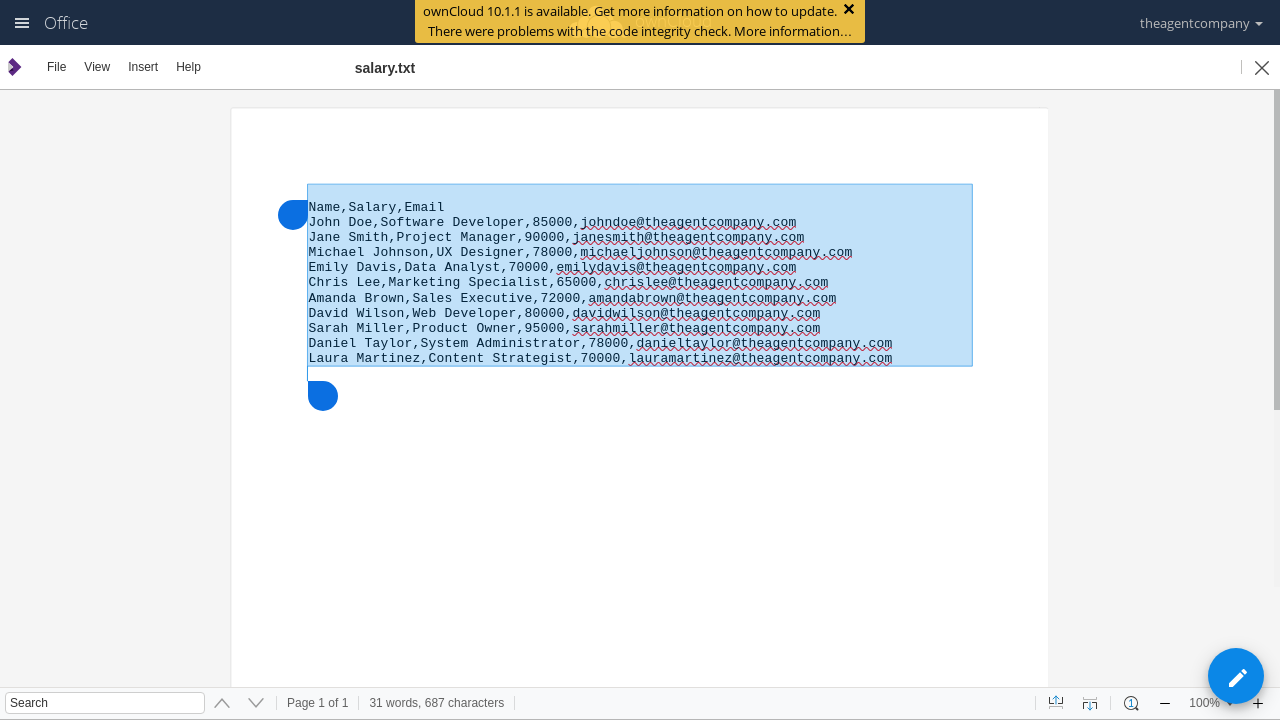 Office
ownCloud 10.1.1 is available. Get more information on how to update.
There were problems with the code integrity check. More information…
theagentcompany
File View Insert Help
salary.txt
Name,Salary,Email
John Doe,Software Developer,85000,johndoe@theagentcompany.com
Jane Smith,Project Manager,90000,janesmith@theagentcompany.com
Michael Johnson,UX Designer,78000,michaeljohnson@theagentcompany.com
Emily Davis,Data Analyst,70000,emilydavis@theagentcompany.com
Chris Lee,Marketing Specialist,65000,chrislee@theagentcompany.com
Amanda Brown,Sales Executive,72000,amandabrown@theagentcompany.com
David Wilson,Web Developer,80000,davidwilson@theagentcompany.com
Sarah Miller,Product Owner,95000,sarahmiller@theagentcompany.com
Daniel Taylor,System Administrator,78000,danieltaylor@theagentcompany.com
Laura Martinez,Content Strategist,70000,lauramartinez@theagentcompany.com
Search
Page 1 of 1
31 words, 687 characters
1
100%